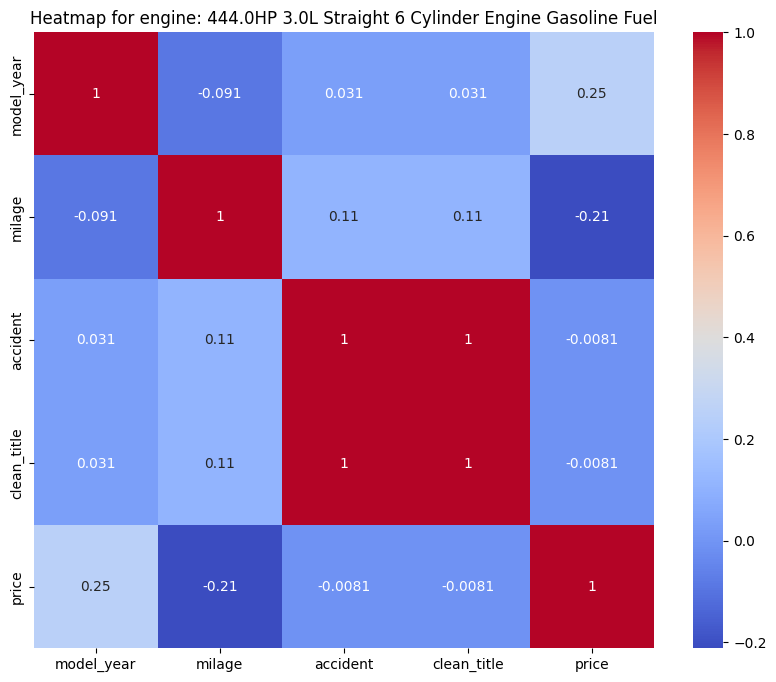 Heatmap for engine: 444.0HP 3.0L Straight 6 Cylinder Engine Gasoline Fuel
model_year 1 -0.091 0.031 0.031 0.25
milage -0.091 1 0.11 0.11 -0.21
accident 0.031 0.11 1 1 -0.0081
clean_title 0.031 0.11 1 1 -0.0081
price 0.25 -0.21 -0.0081 -0.0081 1
model_year milage accident clean_title price
1.0
0.8
0.6
0.4
0.2
0.0
−0.2